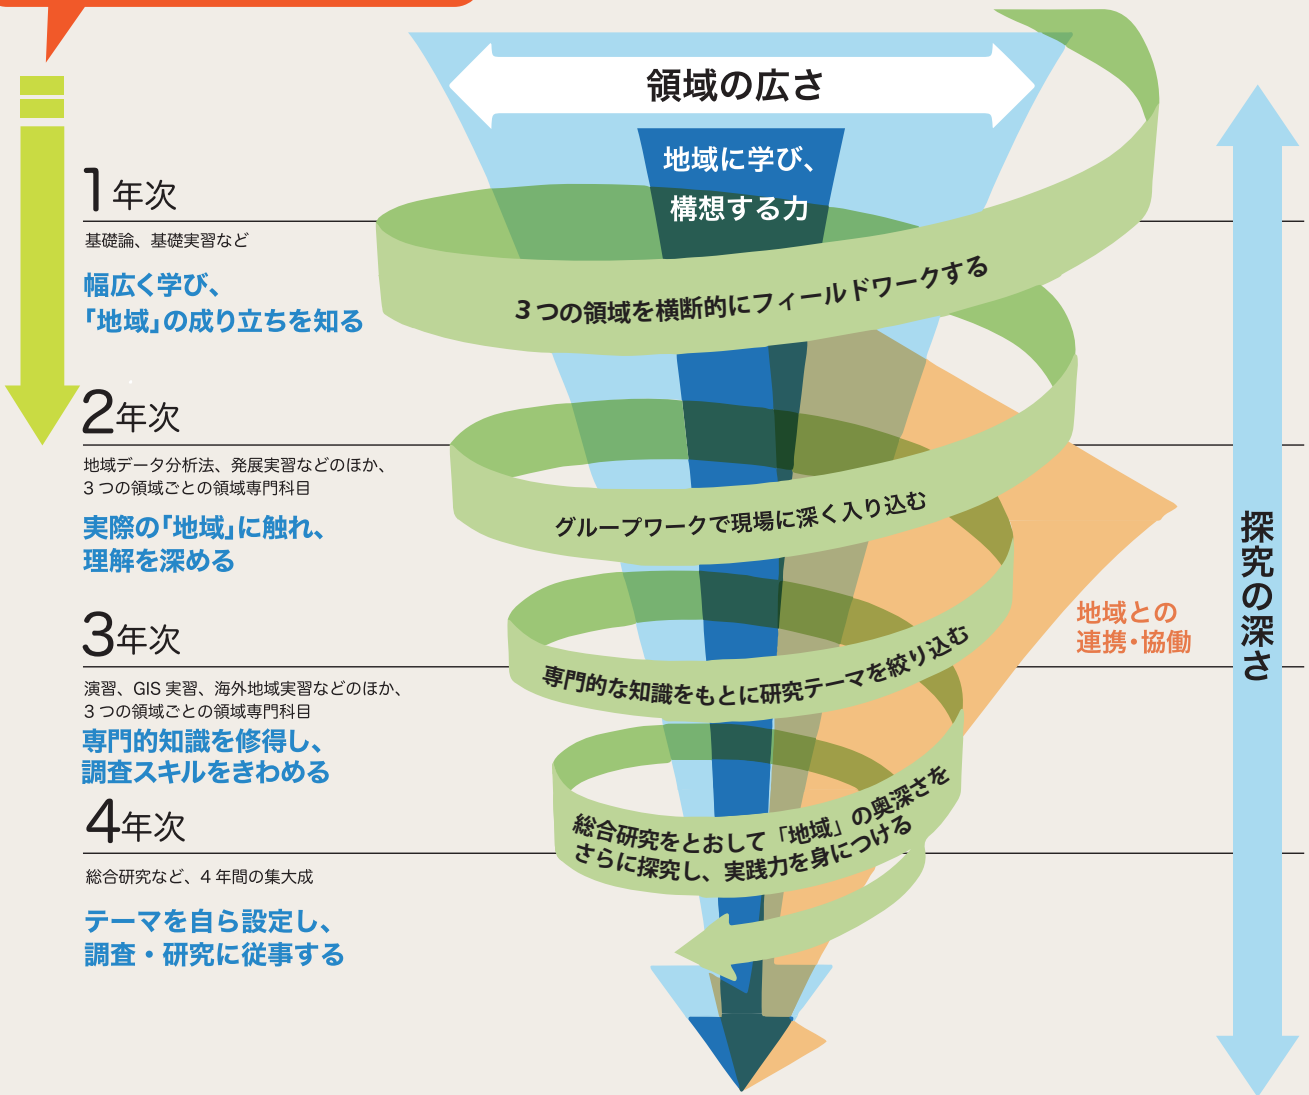 領域の広さ
地域に学び、
構想する力
1年次
基礎論、基礎実習など
幅広く学び、
「地域」の成り立ちを知る
3つの領域を横断的にフィールドワークする
2年次
地域データ分析法、発展実習などのほか、
3つの領域ごとの領域専門科目
実際の「地域」に触れ、
理解を深める
グループワークで現場に深く入り込む
探究の深さ
地域との
連携・協働
3年次
演習、GIS 実習、海外地域実習などのほか、
3つの領域ごとの領域専門科目
専門的知識を修得し、
調査スキルをきわめる
専門的な知識をもとに研究テーマを絞り込む
4年次
総合研究など、4年間の集大成
テーマを自ら設定し、
調査・研究に従事する
総合研究をとおして「地域」の奥深さを
さらに探究し、実践力を身につける